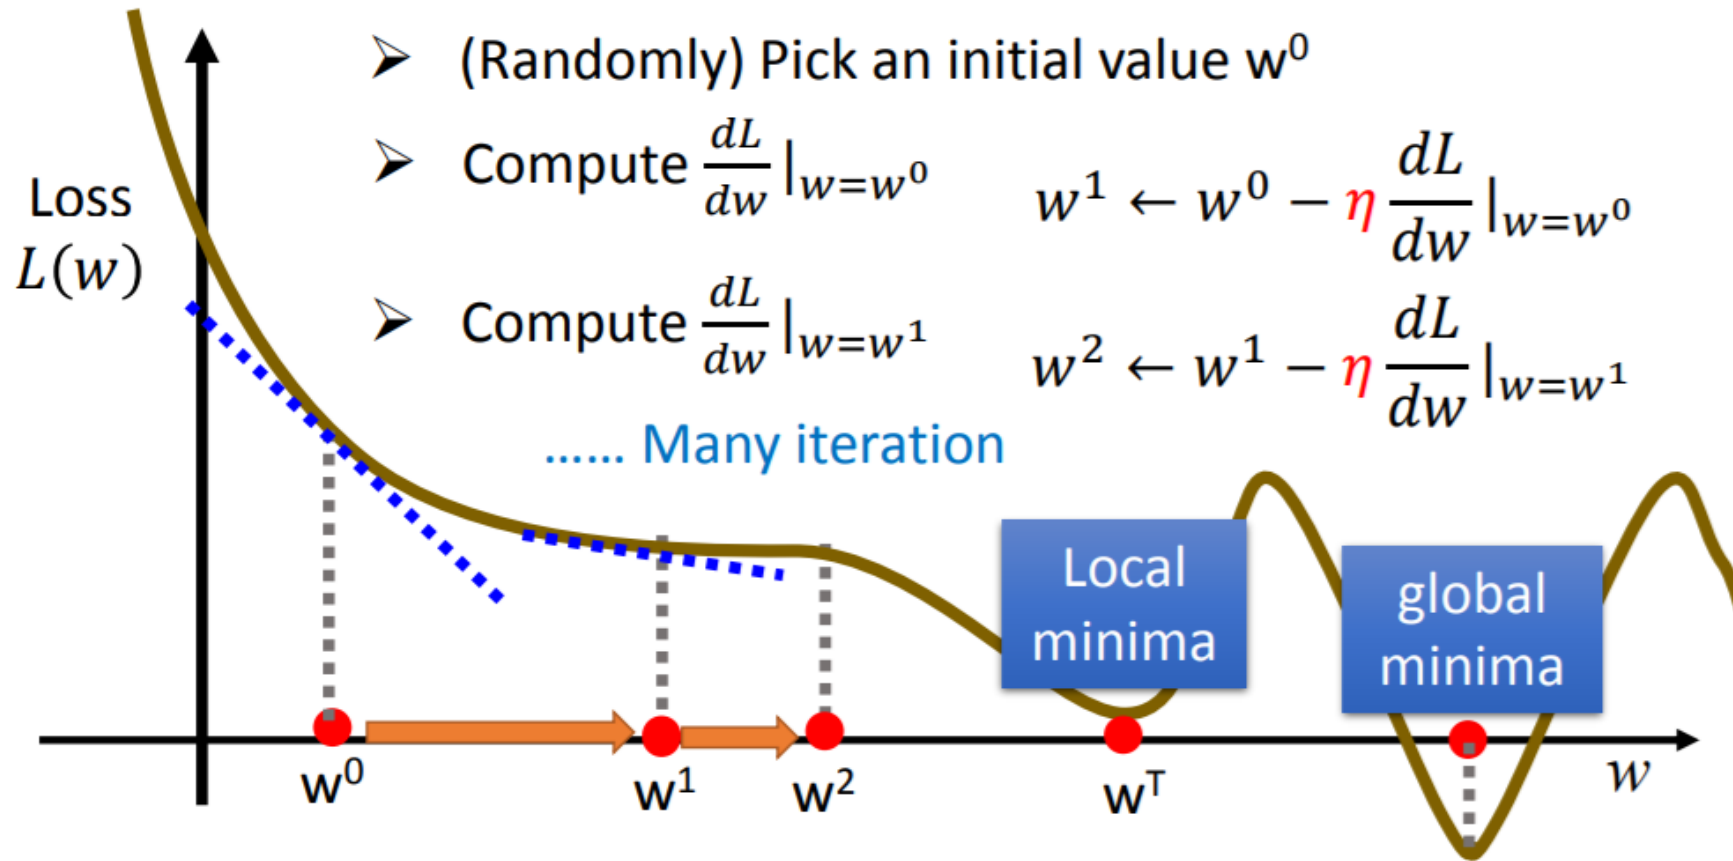 ➢ (Randomly) Pick an initial value w⁰
➢ Compute dL/dw |w=w⁰
w¹ ← w⁰ − η dL/dw |w=w⁰
Loss
L(w)
➢ Compute dL/dw |w=w¹
w² ← w¹ − η dL/dw |w=w¹
...... Many iteration
Local
minima
global
minima
w⁰
w¹
w²
wᵀ
w